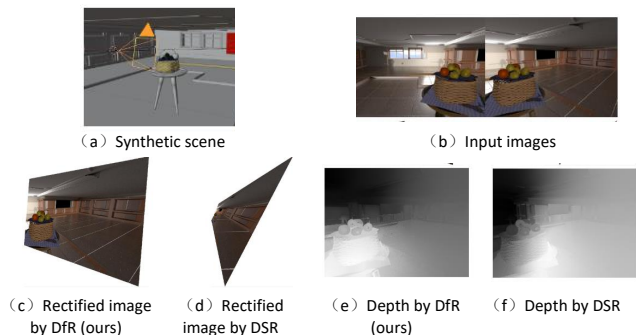 （a）Synthetic scene
（b）Input images
（c）Rectified image
by DfR (ours)
（d）Rectified
image by DSR
（e）Depth by DfR
(ours)
（f）Depth by DSR